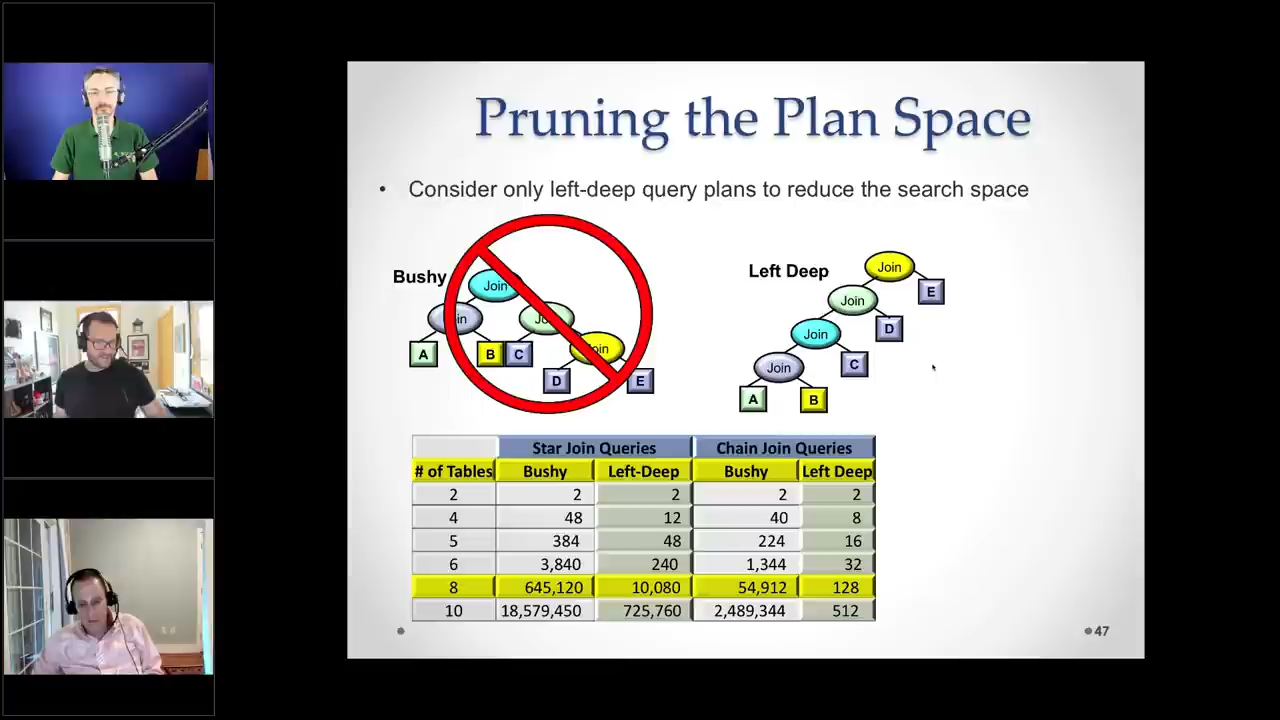 Pruning the Plan Space
• Consider only left-deep query plans to reduce the search space
Bushy
Join
Join
Join
Join
A
B
C
D
E
Left Deep
Join
E
Join
D
Join
C
Join
A
B
Star Join Queries Chain Join Queries
# of Tables Bushy Left-Deep Bushy Left Deep
2 2 2 2 2
4 48 12 40 8
5 384 48 224 16
6 3,840 240 1,344 32
8 645,120 10,080 54,912 128
10 18,579,450 725,760 2,489,344 512
47